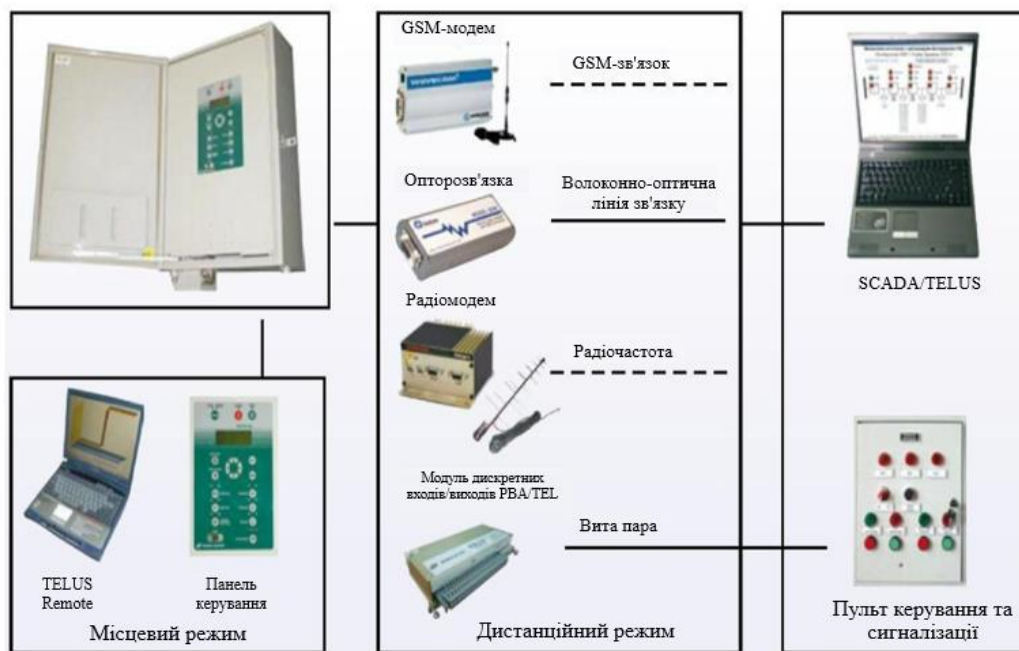 GSM-модем
GSM-зв'язок
Опторозв'язка
Волоконно-оптична
лінія зв'язку
SCADA/TELUS
Радіомодем
Радіочастота
Модуль дискретних
входів/виходів PBA/TEL
Вита пара
TELUS
Remote
Панель
керування
Місцевий режим
Дистанційний режим
Пульт керування та
сигналізації